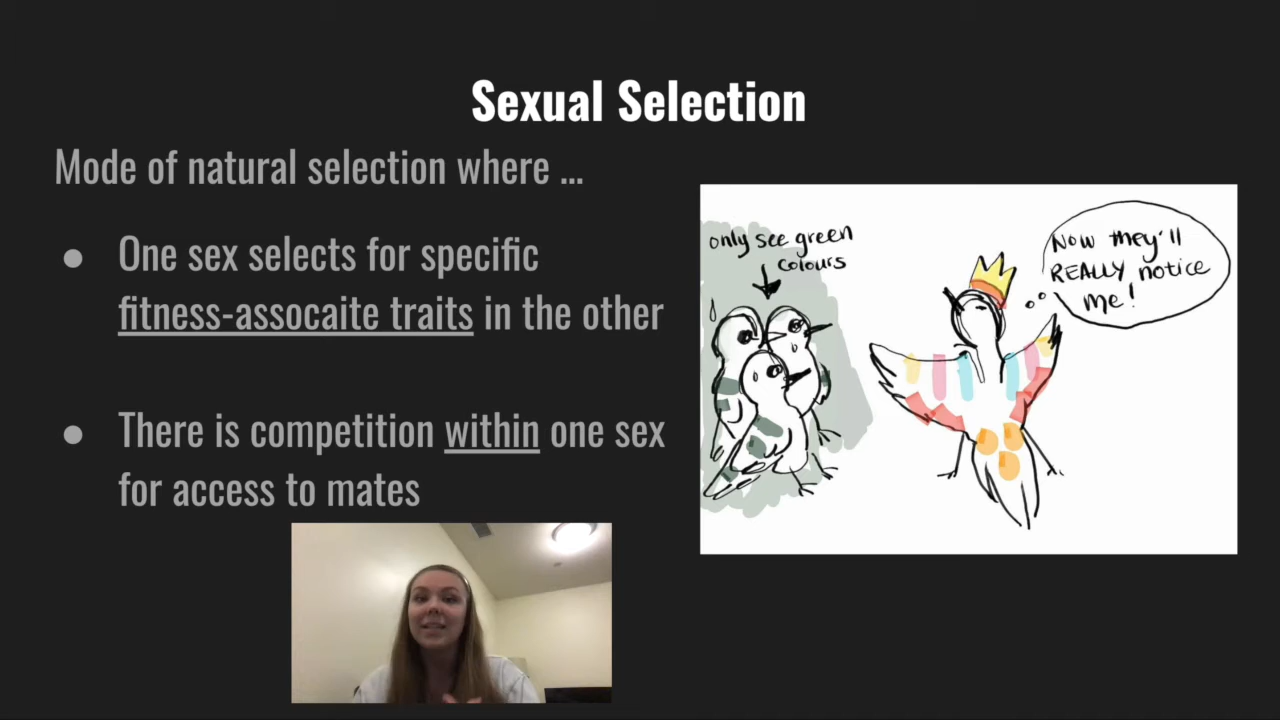 Sexual Selection
Mode of natural selection where ...
● One sex selects for specific
fitness-assocaite traits in the other
● There is competition within one sex
for access to mates
only see green
colours
Now they'll
REALLY notice
me!